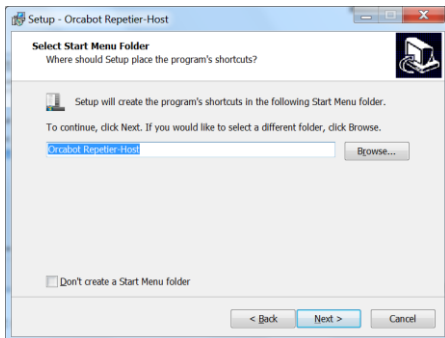 Setup - Orcabot Repetier-Host
Select Start Menu Folder
Where should Setup place the program's shortcuts?
Setup will create the program's shortcuts in the following Start Menu folder.
To continue, click Next. If you would like to select a different folder, click Browse.
Orcabot Repetier-Host
Browse...
Don't create a Start Menu folder
< Back
Next >
Cancel